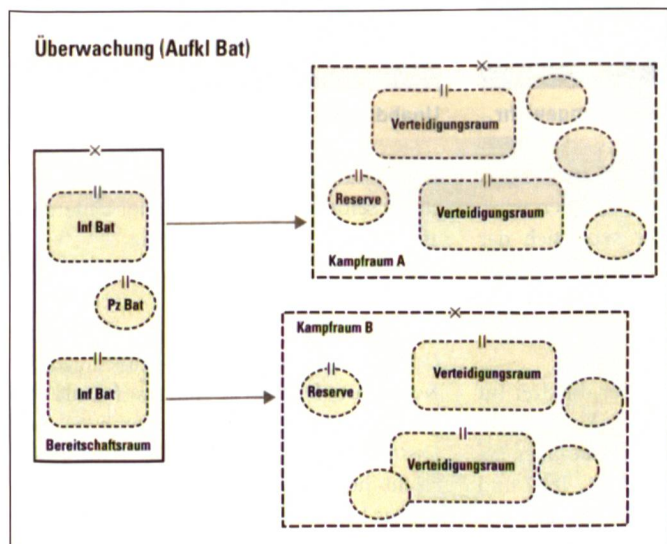 Überwachung (Aufkl Bat)
Inf Bat
Pz Bat
Inf Bat
Bereitschaftsraum
Verteidigungsraum
Reserve
Verteidigungsraum
Kampfraum A
Kampfraum B
Verteidigungsraum
Reserve
Verteidigungsraum